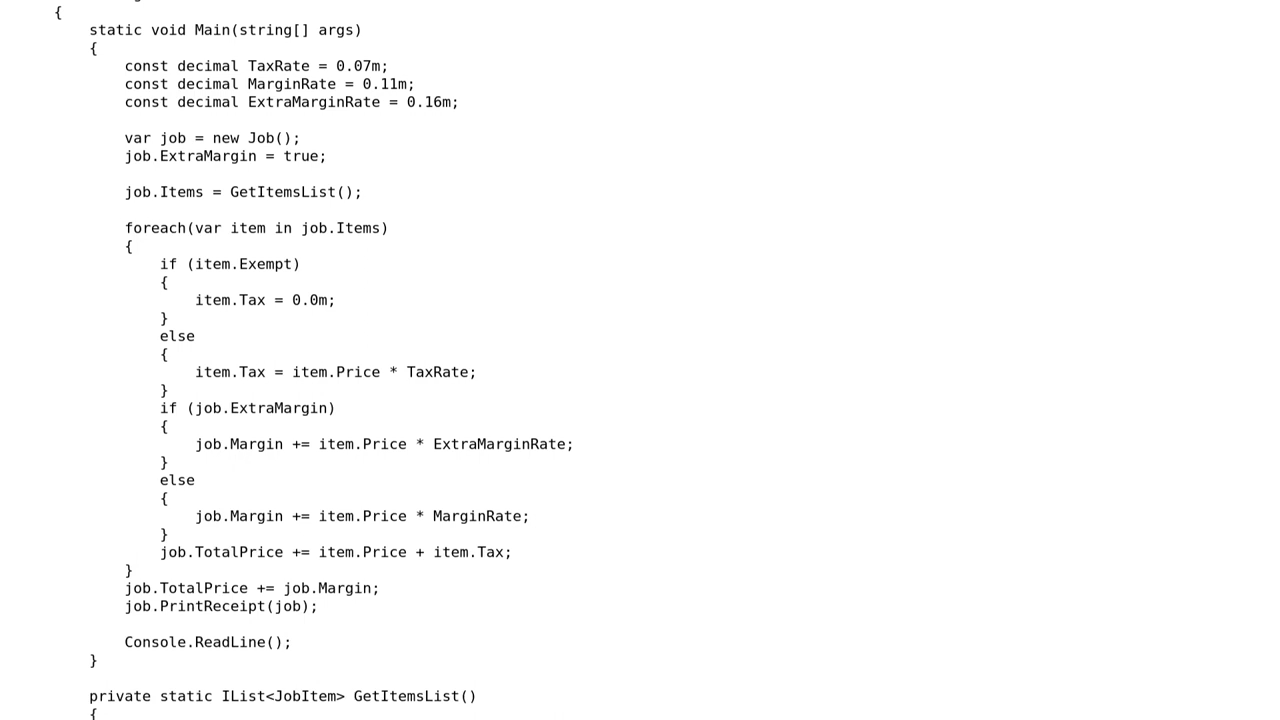 {
static void Main(string[] args)
{
const decimal TaxRate = 0.07m;
const decimal MarginRate = 0.11m;
const decimal ExtraMarginRate = 0.16m;
var job = new Job();
job.ExtraMargin = true;
job.Items = GetItemsList();
foreach(var item in job.Items)
{
if (item.Exempt)
{
item.Tax = 0.0m;
}
else
{
item.Tax = item.Price * TaxRate;
}
if (job.ExtraMargin)
{
job.Margin += item.Price * ExtraMarginRate;
}
else
{
job.Margin += item.Price * MarginRate;
}
job.TotalPrice += item.Price + item.Tax;
}
job.TotalPrice += job.Margin;
job.PrintReceipt(job);
Console.ReadLine();
}
private static IList<JobItem> GetItemsList()
{